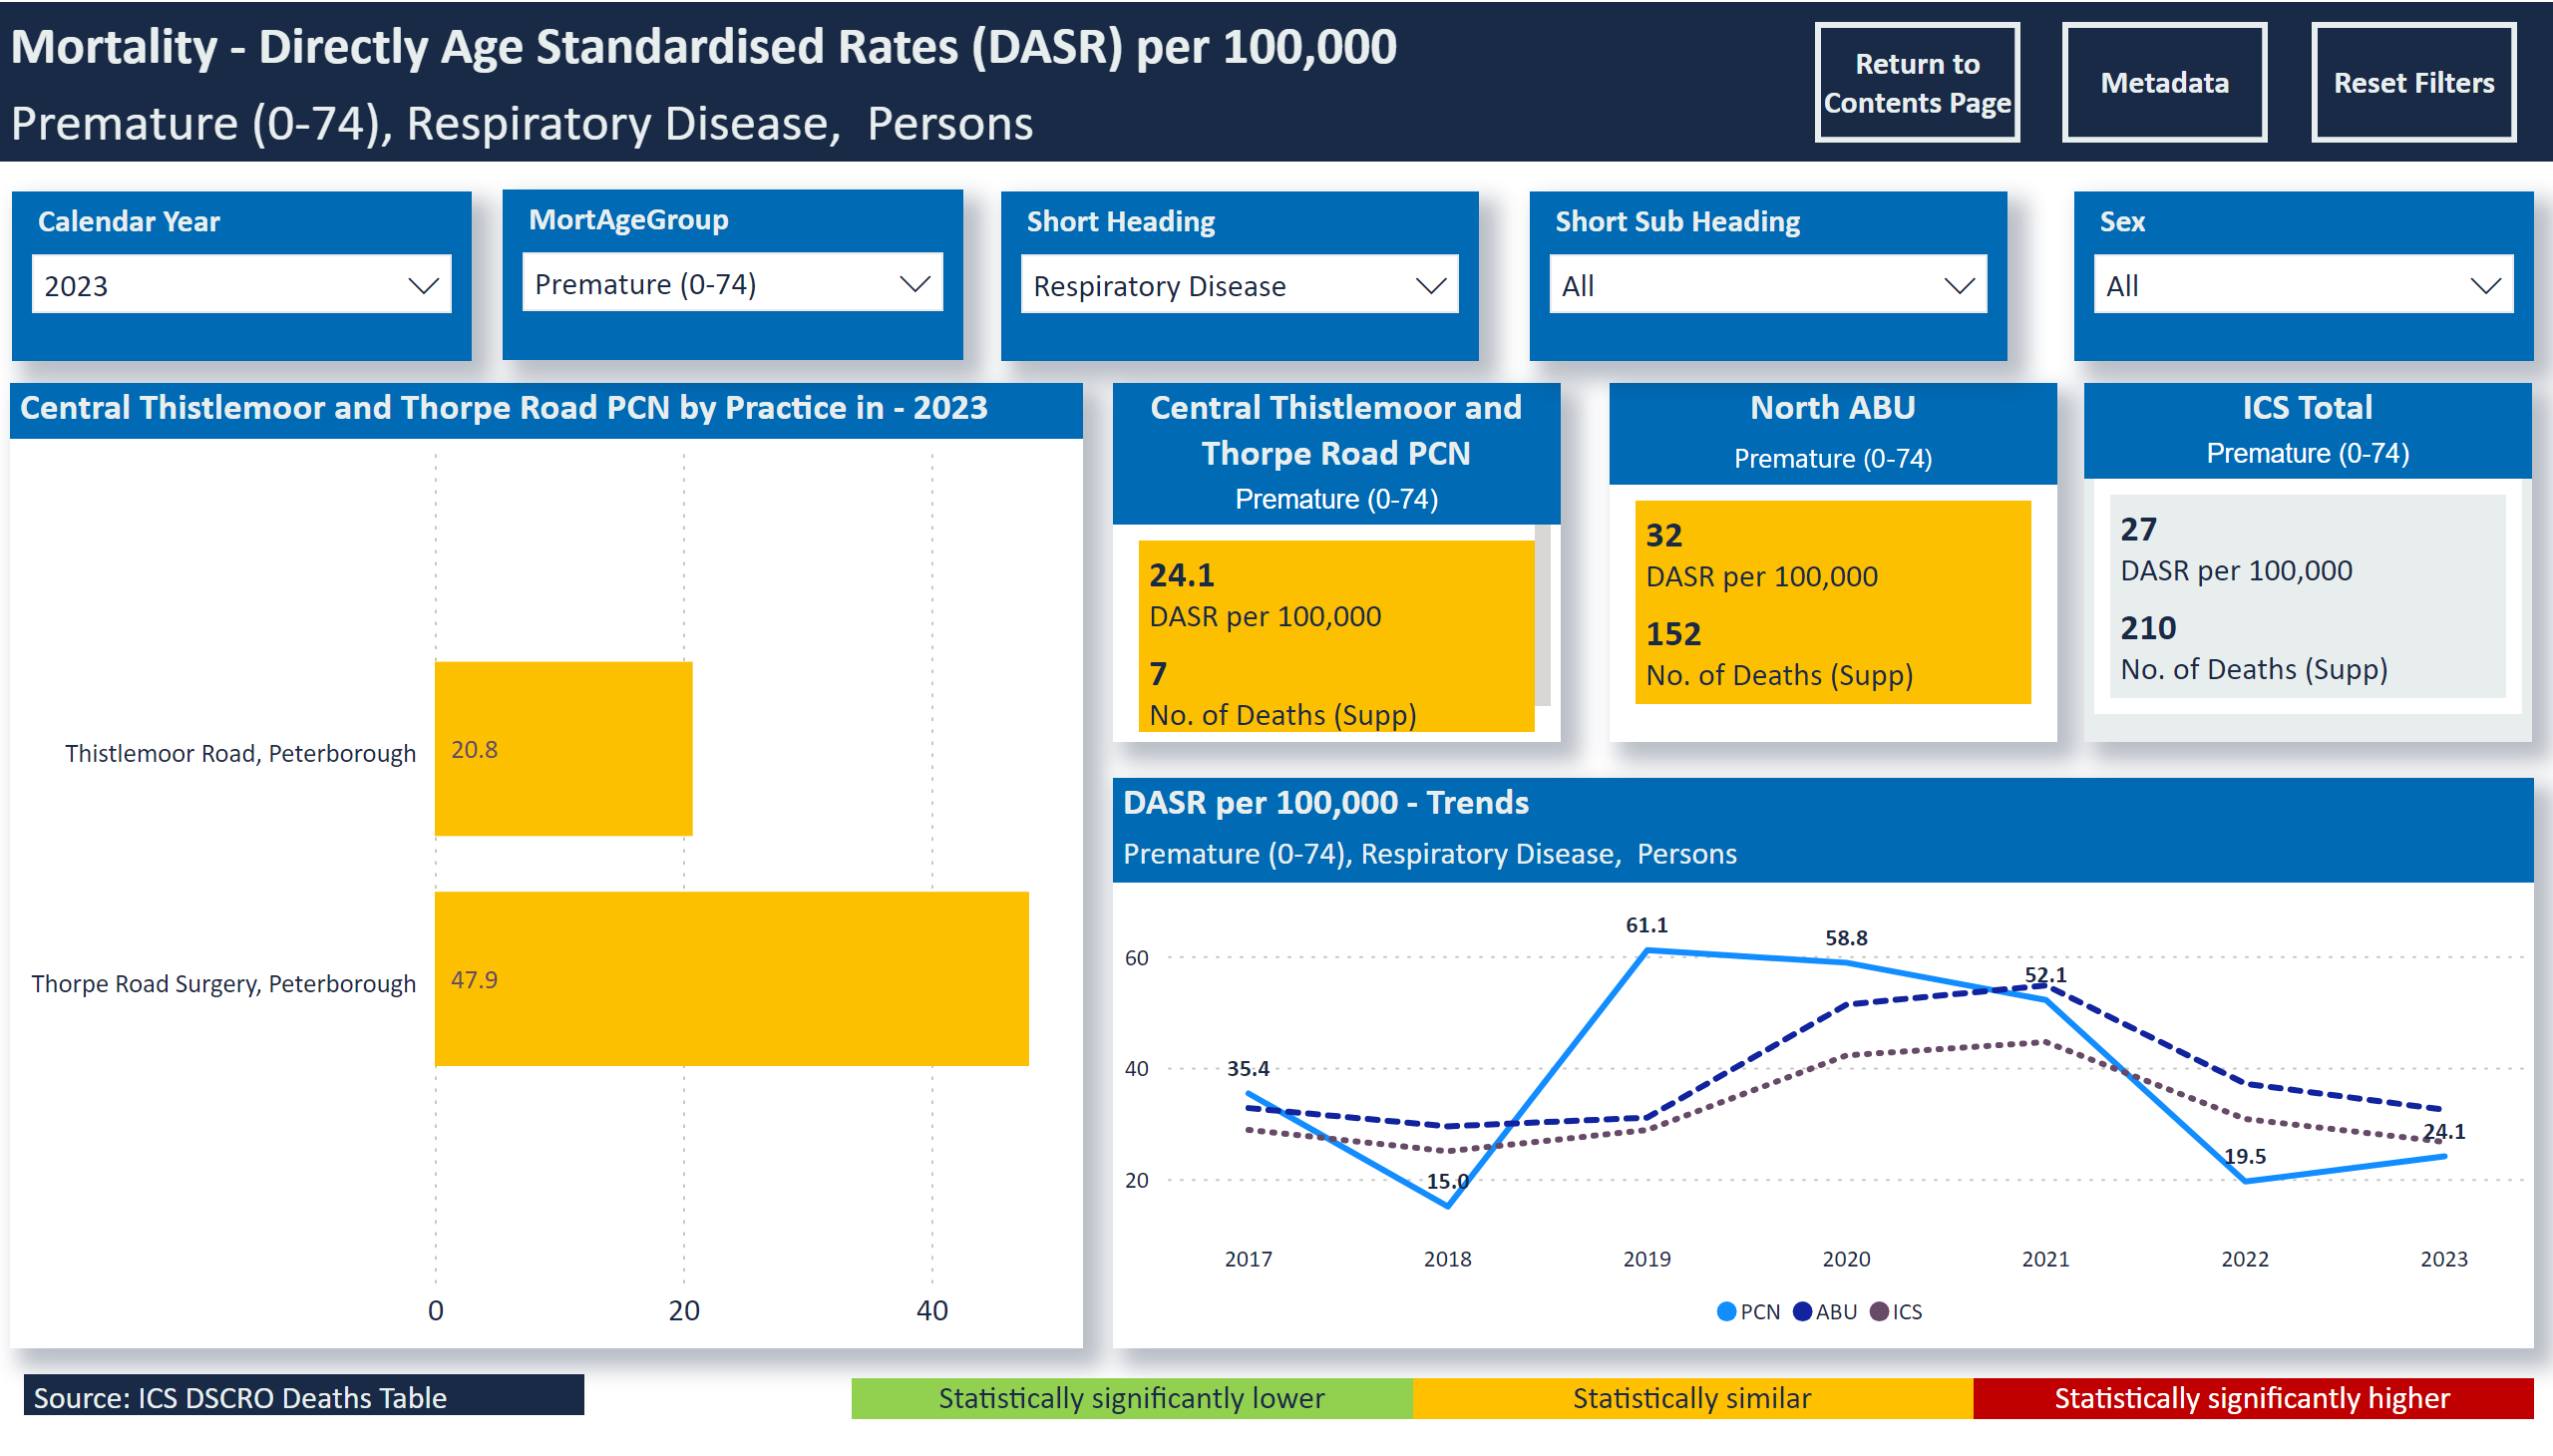 Mortality - Directly Age Standardised Rates (DASR) per 100,000
Premature (0-74), Respiratory Disease,  Persons
Return to
Contents Page
Metadata
Reset Filters
Calendar Year
2023
MortAgeGroup
Premature (0-74)
Short Heading
Respiratory Disease
Short Sub Heading
All
Sex
All
Central Thistlemoor and Thorpe Road PCN by Practice in - 2023
Thistlemoor Road, Peterborough
20.8
Thorpe Road Surgery, Peterborough
47.9
0
20
40
Central Thistlemoor and
Thorpe Road PCN
Premature (0-74)
24.1
DASR per 100,000
7
No. of Deaths (Supp)
North ABU
Premature (0-74)
32
DASR per 100,000
152
No. of Deaths (Supp)
ICS Total
Premature (0-74)
27
DASR per 100,000
210
No. of Deaths (Supp)
DASR per 100,000 - Trends
Premature (0-74), Respiratory Disease,  Persons
60
40
20
35.4
15.0
61.1
58.8
52.1
19.5
24.1
2017
2018
2019
2020
2021
2022
2023
PCN
ABU
ICS
Source: ICS DSCRO Deaths Table
Statistically significantly lower
Statistically similar
Statistically significantly higher